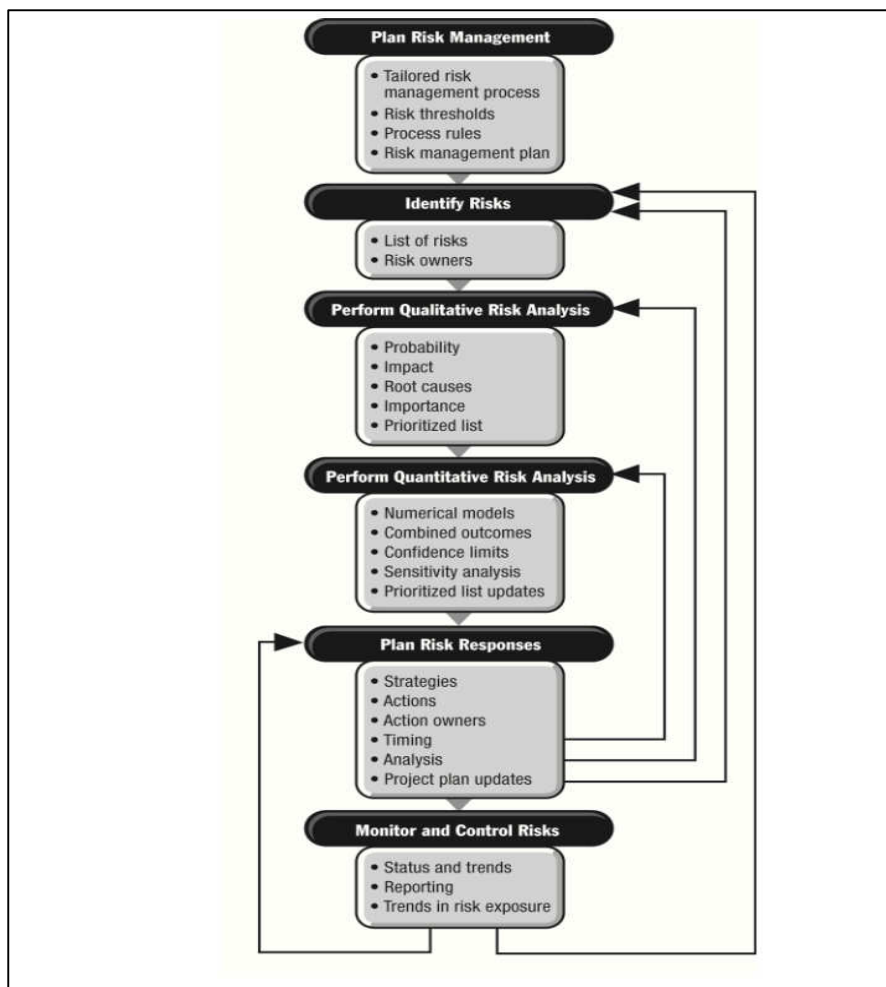 Plan Risk Management
• Tailored risk
management process
• Risk thresholds
• Process rules
• Risk management plan
Identify Risks
• List of risks
• Risk owners
Perform Qualitative Risk Analysis
• Probability
• Impact
• Root causes
• Importance
• Prioritized list
Perform Quantitative Risk Analysis
• Numerical models
• Combined outcomes
• Confidence limits
• Sensitivity analysis
• Prioritized list updates
Plan Risk Responses
• Strategies
• Actions
• Action owners
• Timing
• Analysis
• Project plan updates
Monitor and Control Risks
• Status and trends
• Reporting
• Trends in risk exposure